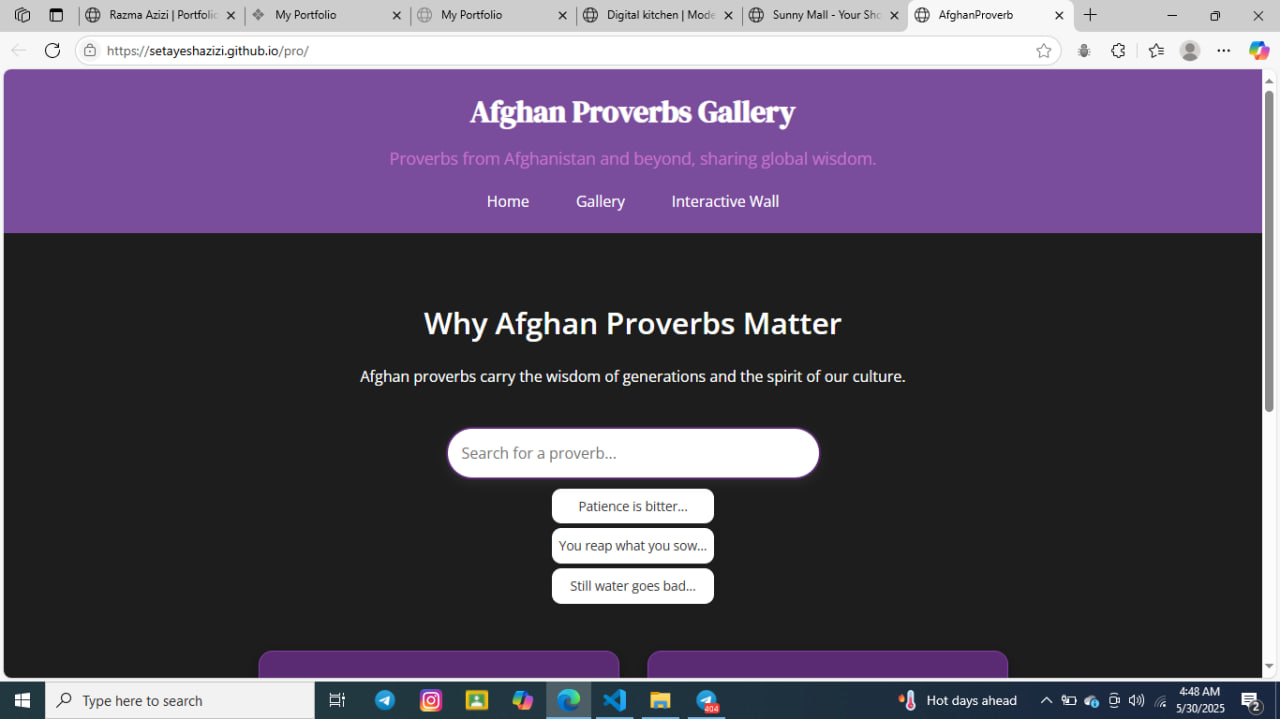 Razma Azizi | Portfolio
My Portfolio
My Portfolio
Digital kitchen | Mode
Sunny Mall - Your Sho
AfghanProverb
https://setayeshazizi.github.io/pro/
Afghan Proverbs Gallery
Proverbs from Afghanistan and beyond, sharing global wisdom.
Home Gallery Interactive Wall
Why Afghan Proverbs Matter
Afghan proverbs carry the wisdom of generations and the spirit of our culture.
Search for a proverb...
Patience is bitter...
You reap what you sow...
Still water goes bad...
Type here to search
404
Hot days ahead
4:48 AM
5/30/2025
2